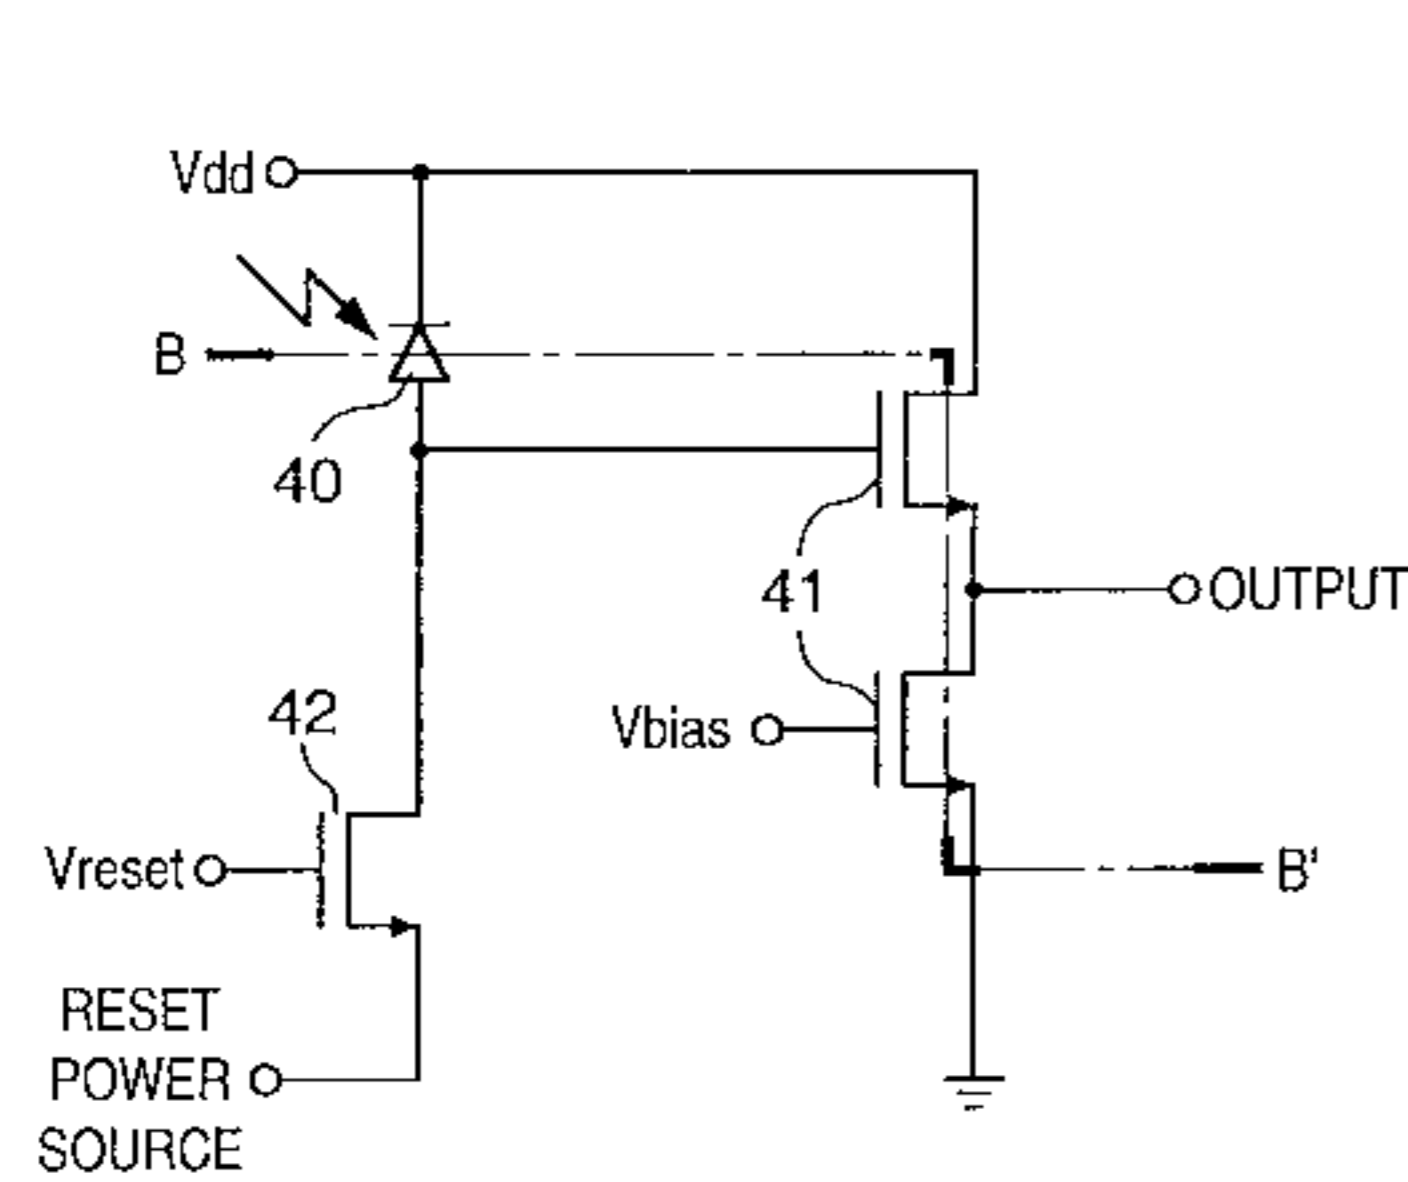 Vdd
B
40
41
OUTPUT
42
Vbias
Vreset
B'
RESET
POWER
SOURCE